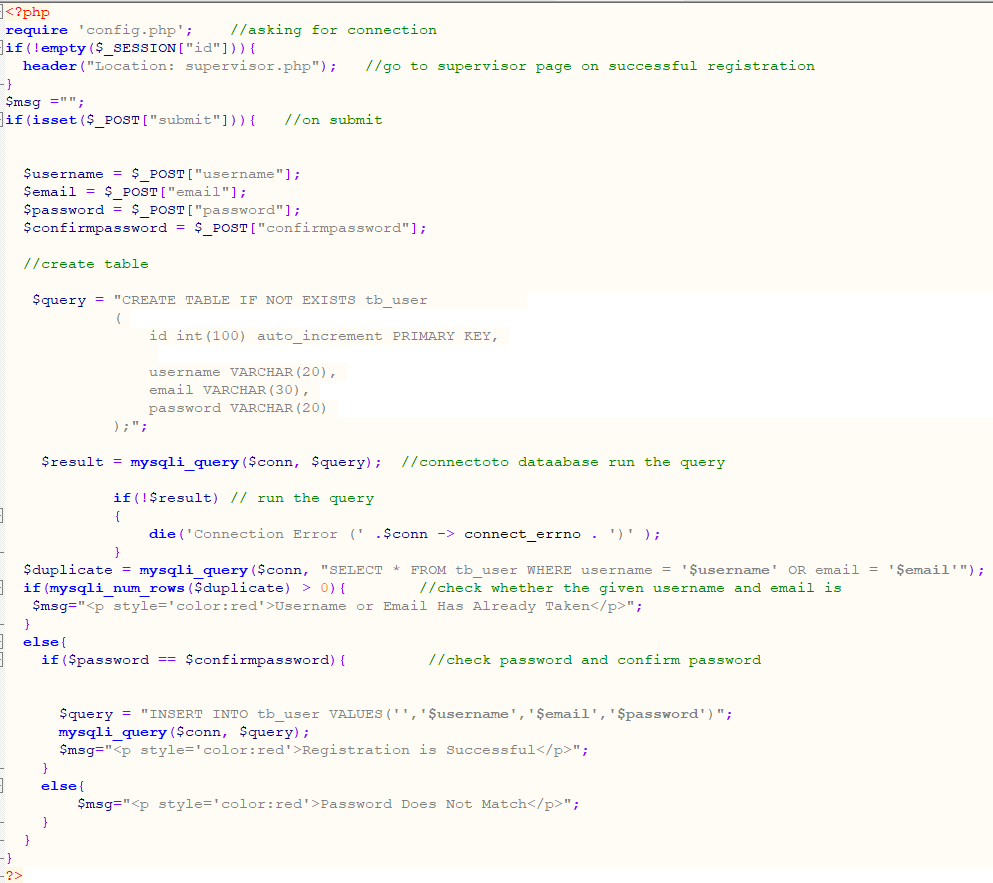 <?php
require 'config.php';    //asking for connection
if(!empty($_SESSION["id"])){
  header("Location: supervisor.php");   //go to supervisor page on successful registration
}
$msg ="";
if(isset($_POST["submit"])){   //on submit
  $username = $_POST["username"];
  $email = $_POST["email"];
  $password = $_POST["password"];
  $confirmpassword = $_POST["confirmpassword"];
  //create table
   $query = "CREATE TABLE IF NOT EXISTS tb_user
            (
                id int(100) auto_increment PRIMARY KEY,
                username VARCHAR(20),
                email VARCHAR(30),
                password VARCHAR(20)
            );";
    $result = mysqli_query($conn, $query);  //connectoto dataabase run the query
            if(!$result) // run the query
            {
                die('Connection Error (' .$conn -> connect_errno . ')' );
            }
  $duplicate = mysqli_query($conn, "SELECT * FROM tb_user WHERE username = '$username' OR email = '$email'");
  if(mysqli_num_rows($duplicate) > 0){        //check whether the given username and email is
   $msg="<p style='color:red'>Username or Email Has Already Taken</p>";
  }
  else{
    if($password == $confirmpassword){         //check password and confirm password
      $query = "INSERT INTO tb_user VALUES('','$username','$email','$password')";
      mysqli_query($conn, $query);
      $msg="<p style='color:red'>Registration is Successful</p>";
    }
    else{
        $msg="<p style='color:red'>Password Does Not Match</p>";
    }
  }
}
?>